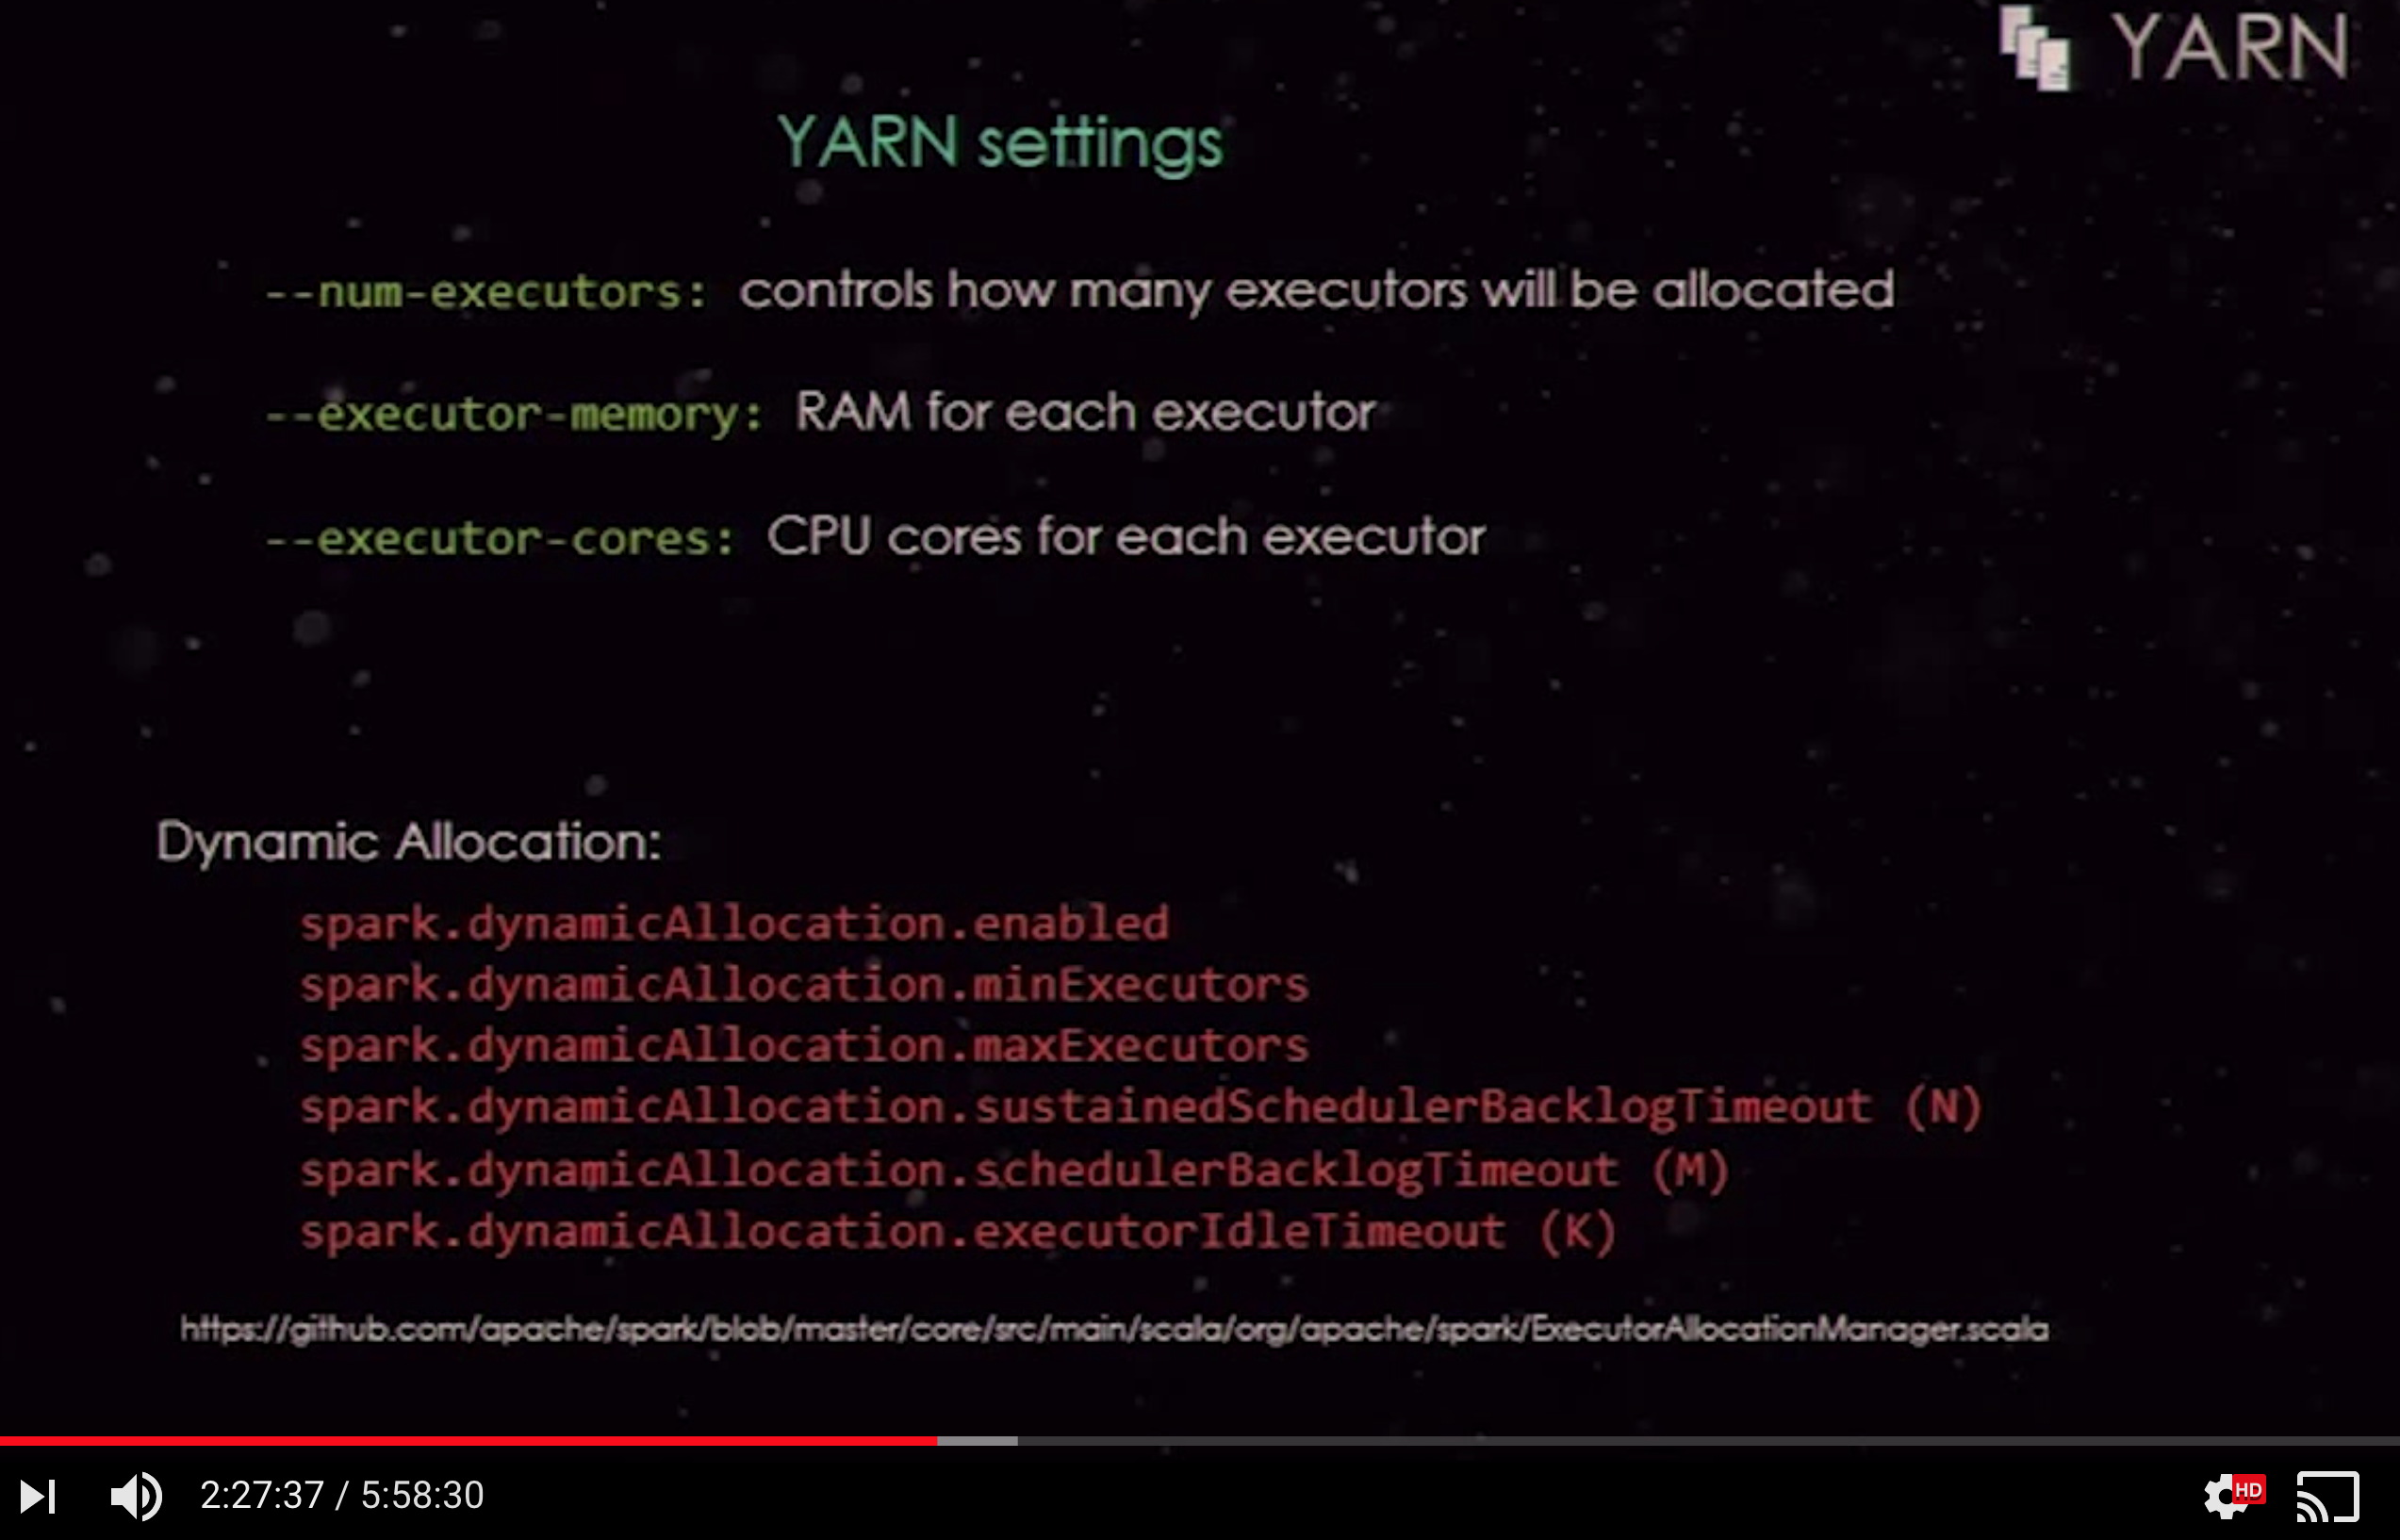 YARN
YARN settings
--num-executors: controls how many executors will be allocated
--executor-memory: RAM for each executor
--executor-cores: CPU cores for each executor
Dynamic Allocation:
spark.dynamicAllocation.enabled
spark.dynamicAllocation.minExecutors
spark.dynamicAllocation.maxExecutors
spark.dynamicAllocation.sustainedSchedulerBacklogTimeout (N)
spark.dynamicAllocation.schedulerBacklogTimeout (M)
spark.dynamicAllocation.executorIdleTimeout (K)
https://github.com/apache/spark/blob/master/core/src/main/scala/org/apache/spark/ExecutorAllocationManager.scala
2:27:37 / 5:58:30 HD